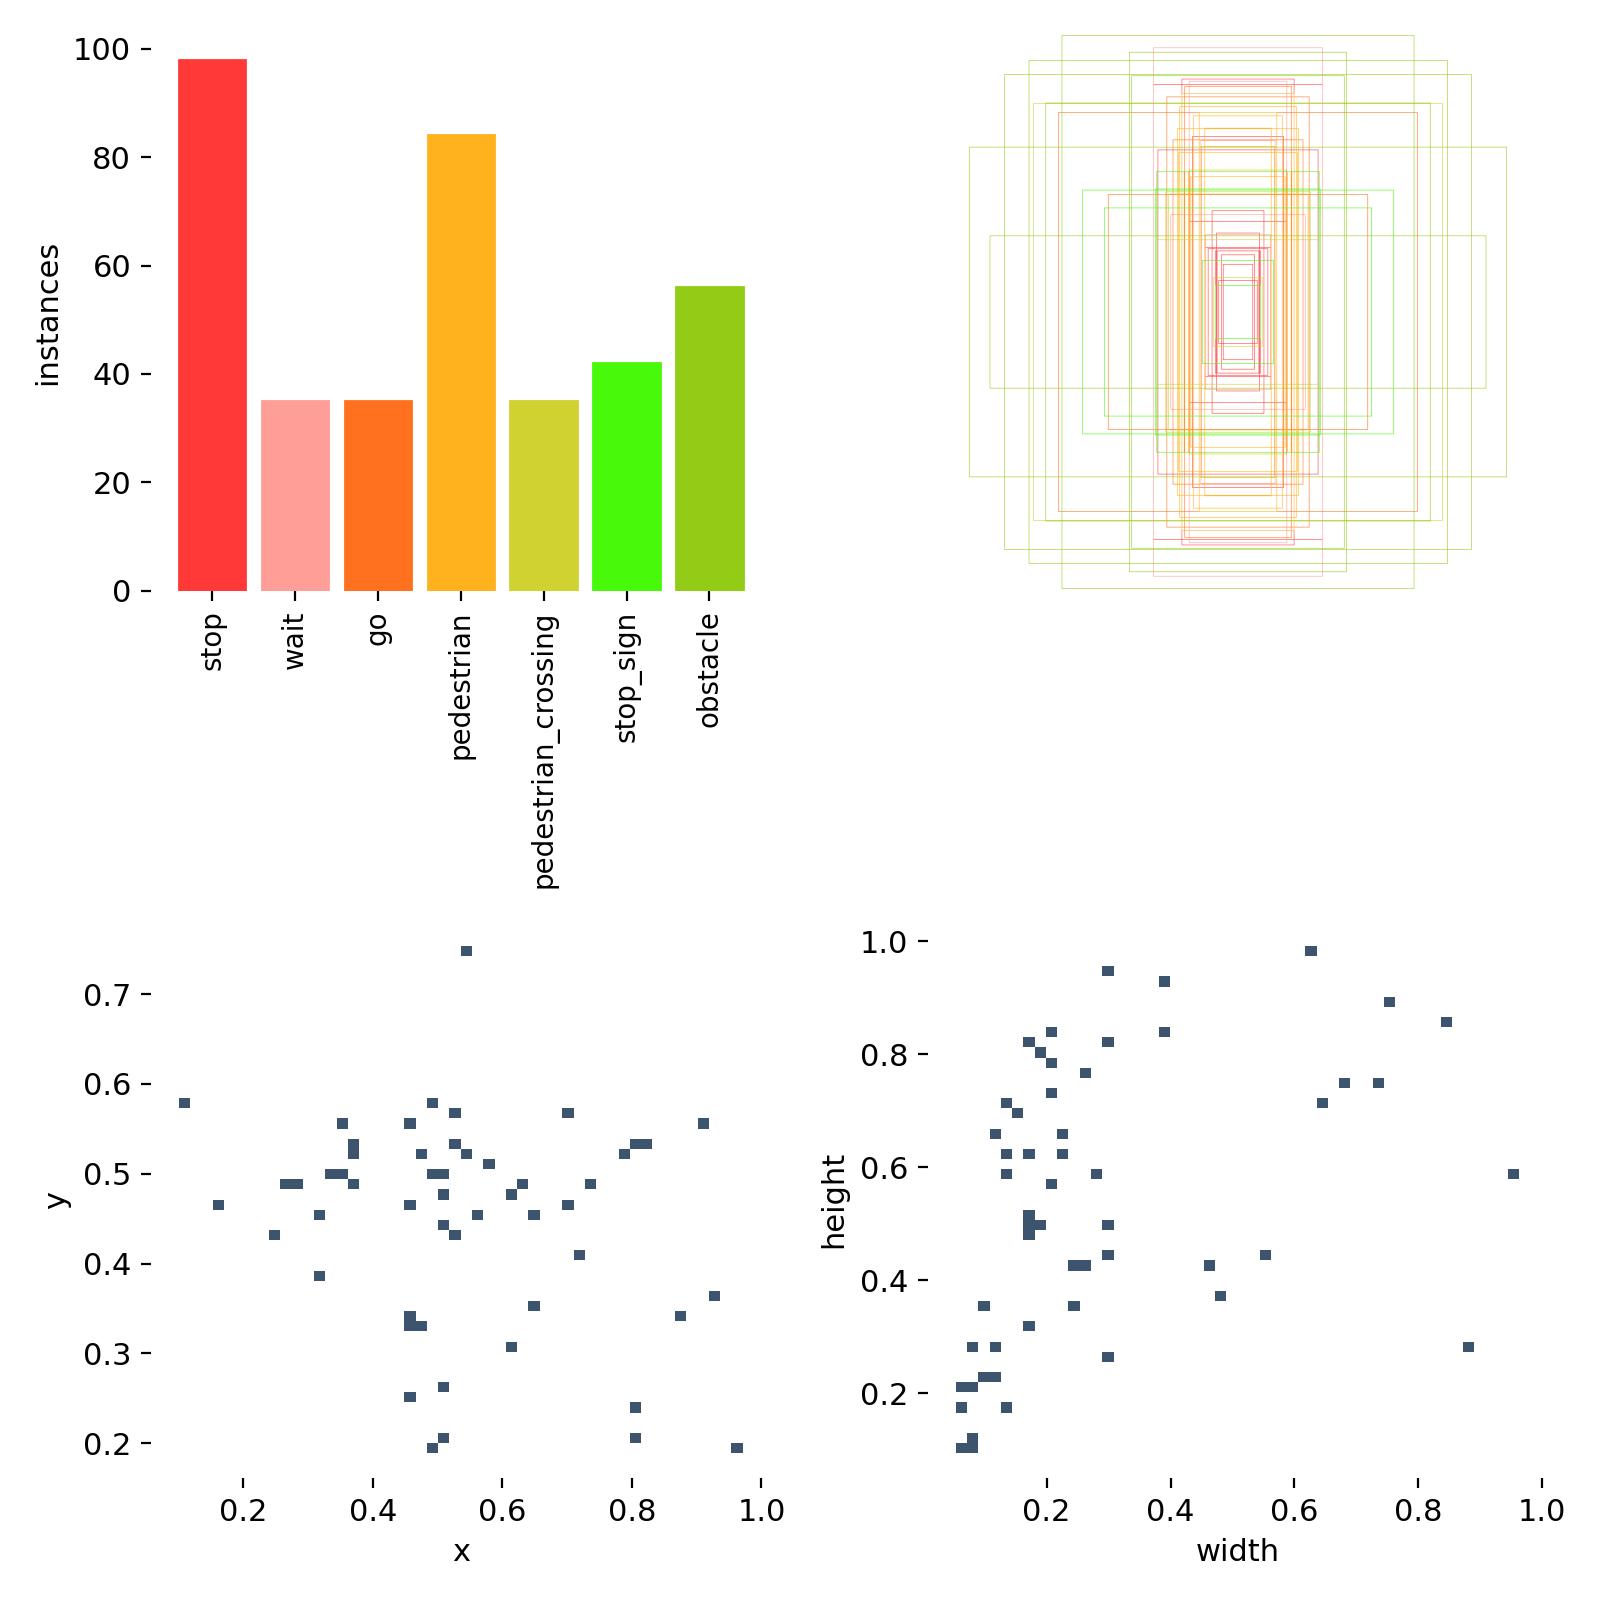 instances
100
80
60
40
20
0
stop
wait
go
pedestrian
pedestrian_crossing
stop_sign
obstacle
y
0.7
0.6
0.5
0.4
0.3
0.2
0.2 0.4 0.6 0.8 1.0
x
height
1.0
0.8
0.6
0.4
0.2
0.2 0.4 0.6 0.8 1.0
width